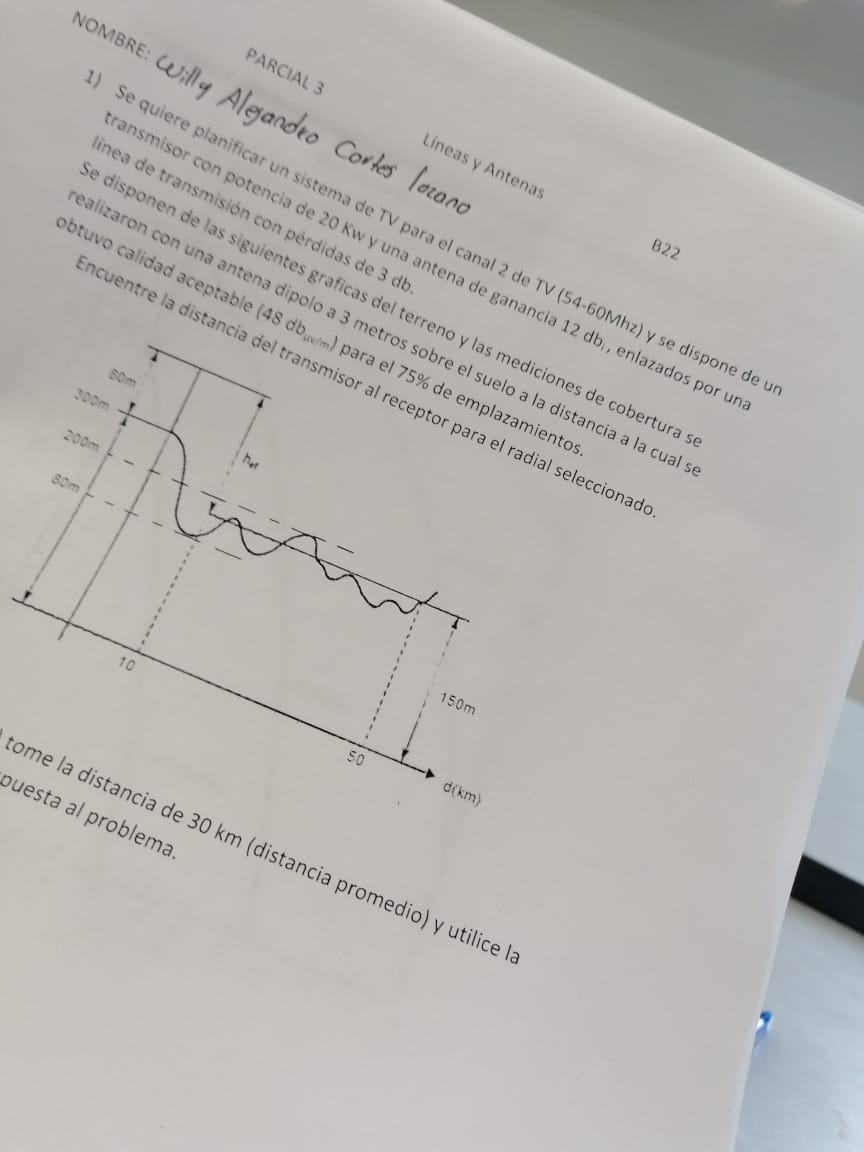 PARCIAL 3
Líneas y Antenas
B22
NOMBRE: Willy Alejandro Cortes lozano
1) Se quiere planificar un sistema de TV para el canal 2 de TV (54-60Mhz) y se dispone de un
transmisor con potencia de 20 Kw y una antena de ganancia 12 dbi, enlazados por una
línea de transmisión con pérdidas de 3 db.
Se disponen de las siguientes graficas del terreno y las mediciones de cobertura se
realizaron con una antena dipolo a 3 metros sobre el suelo a la distancia a la cual se
obtuvo calidad aceptable (48 dbμv/m) para el 75% de emplazamientos.
Encuentre la distancia del transmisor al receptor para el radial seleccionado.
80m
300m
200m
80m
hef
10
50
150m
d(km)
tome la distancia de 30 km (distancia promedio) y utilice la
puesta al problema.